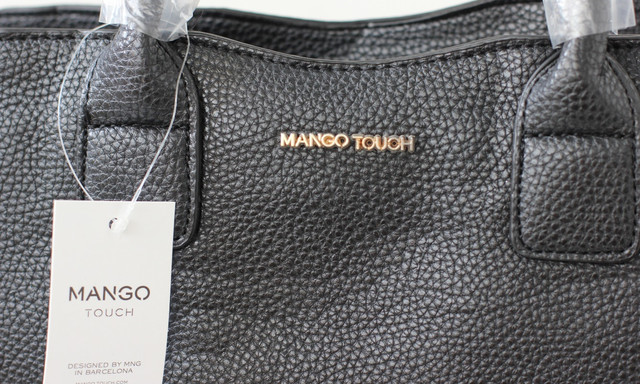 MANGO TOUCH
MANGO
TOUCH
DESIGNED BY MNG
IN BARCELONA